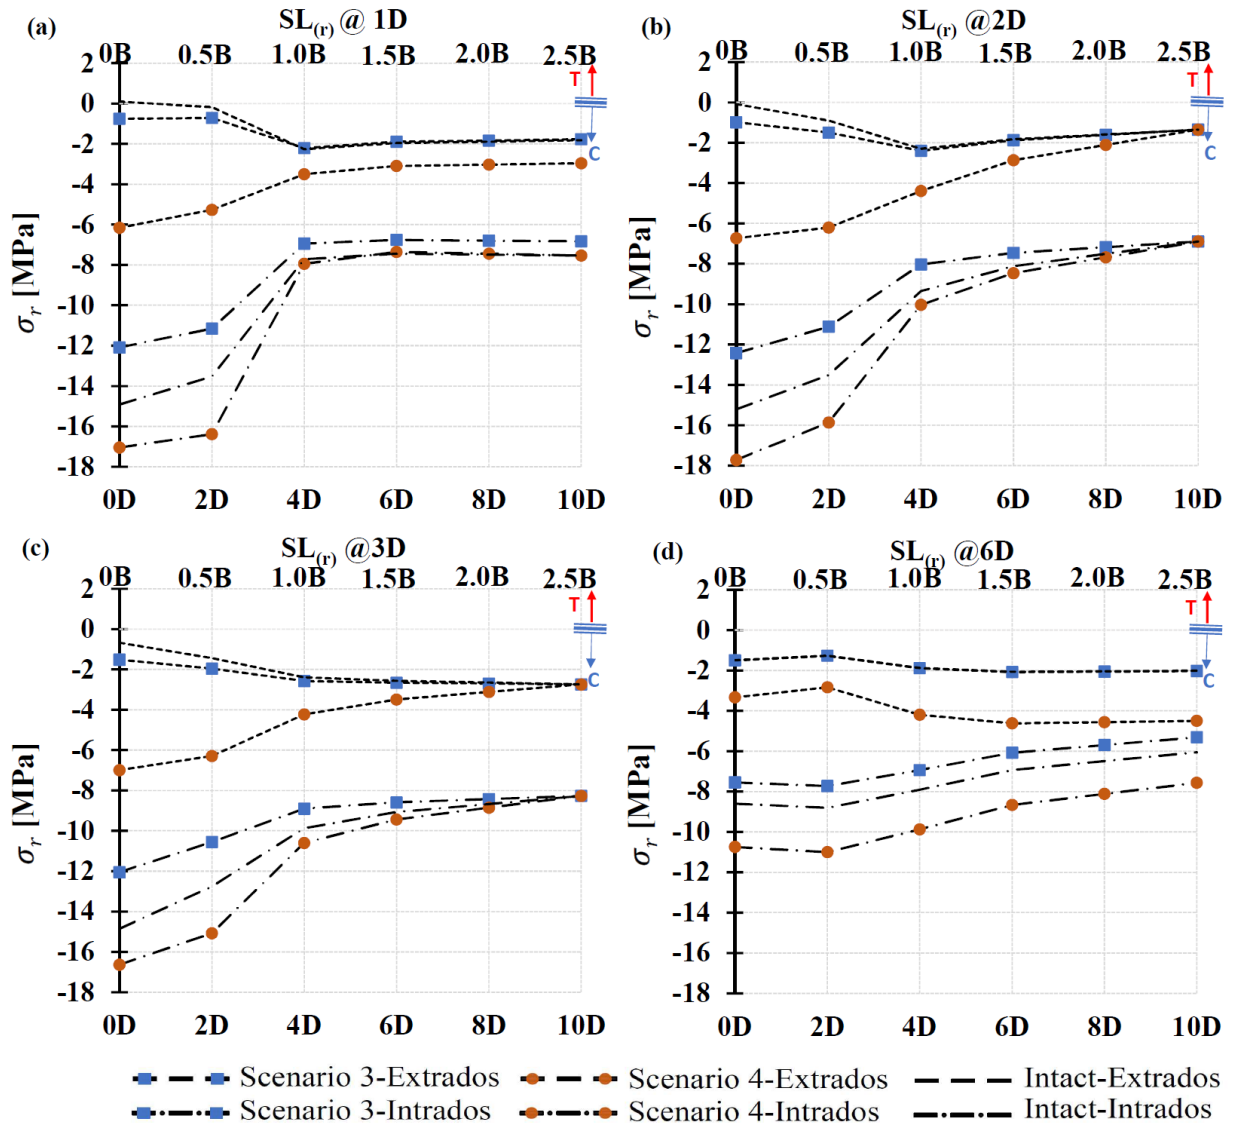 (a) SL(r) @ 1D
0B 0.5B 1.0B 1.5B 2.0B 2.5B
2
0
-2
-4
-6
-8
-10
-12
-14
-16
-18
σr [MPa]
T
C
0D 2D 4D 6D 8D 10D
(b) SL(r) @2D
0B 0.5B 1.0B 1.5B 2.0B 2.5B
2
0
-2
-4
-6
-8
-10
-12
-14
-16
-18
σr [MPa]
T
C
0D 2D 4D 6D 8D 10D
(c) SL(r) @3D
0B 0.5B 1.0B 1.5B 2.0B 2.5B
2
0
-2
-4
-6
-8
-10
-12
-14
-16
-18
σr [MPa]
T
C
0D 2D 4D 6D 8D 10D
(d) SL(r) @6D
0B 0.5B 1.0B 1.5B 2.0B 2.5B
2
0
-2
-4
-6
-8
-10
-12
-14
-16
-18
σr [MPa]
T
C
0D 2D 4D 6D 8D 10D
Scenario 3-Extrados Scenario 4-Extrados Intact-Extrados
Scenario 3-Intrados Scenario 4-Intrados Intact-Intrados